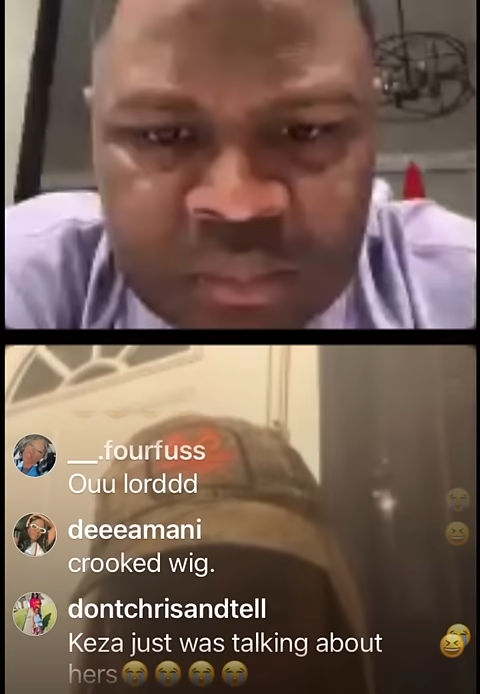 __.fourfuss
Ouu lorddd
deeeamani
crooked wig.
dontchrisandtell
Keza just was talking about
hers😭😭😭😭